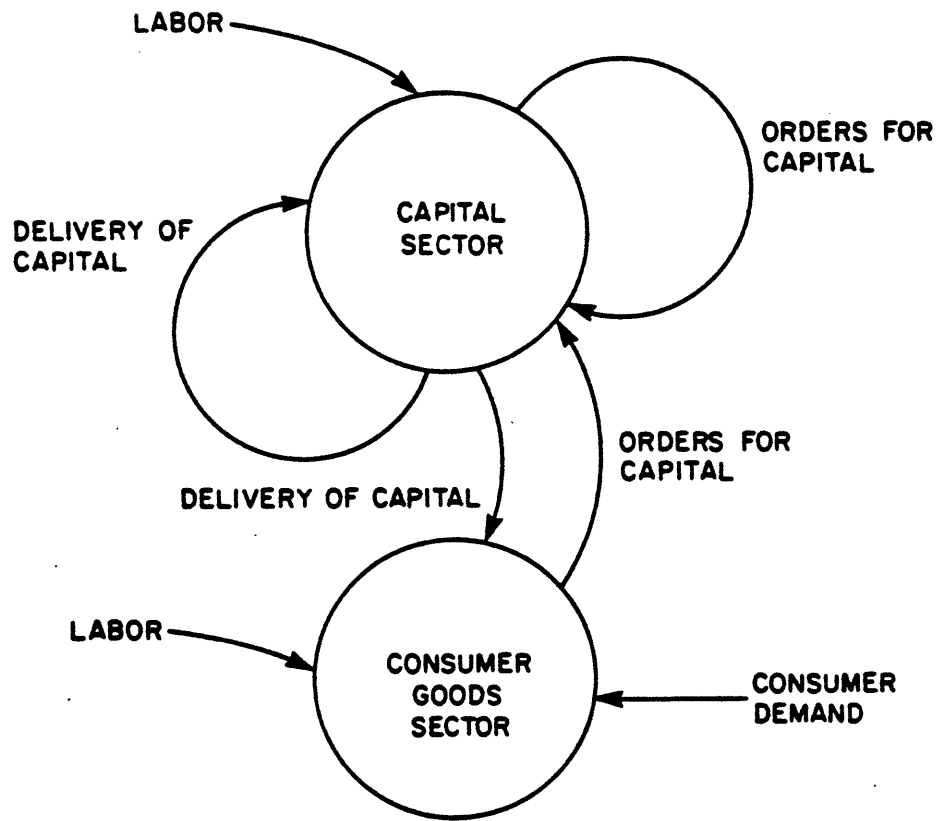 LABOR
ORDERS FOR
CAPITAL
CAPITAL
SECTOR
DELIVERY OF
CAPITAL
ORDERS FOR
CAPITAL
DELIVERY OF CAPITAL
LABOR
CONSUMER
GOODS
SECTOR
CONSUMER
DEMAND